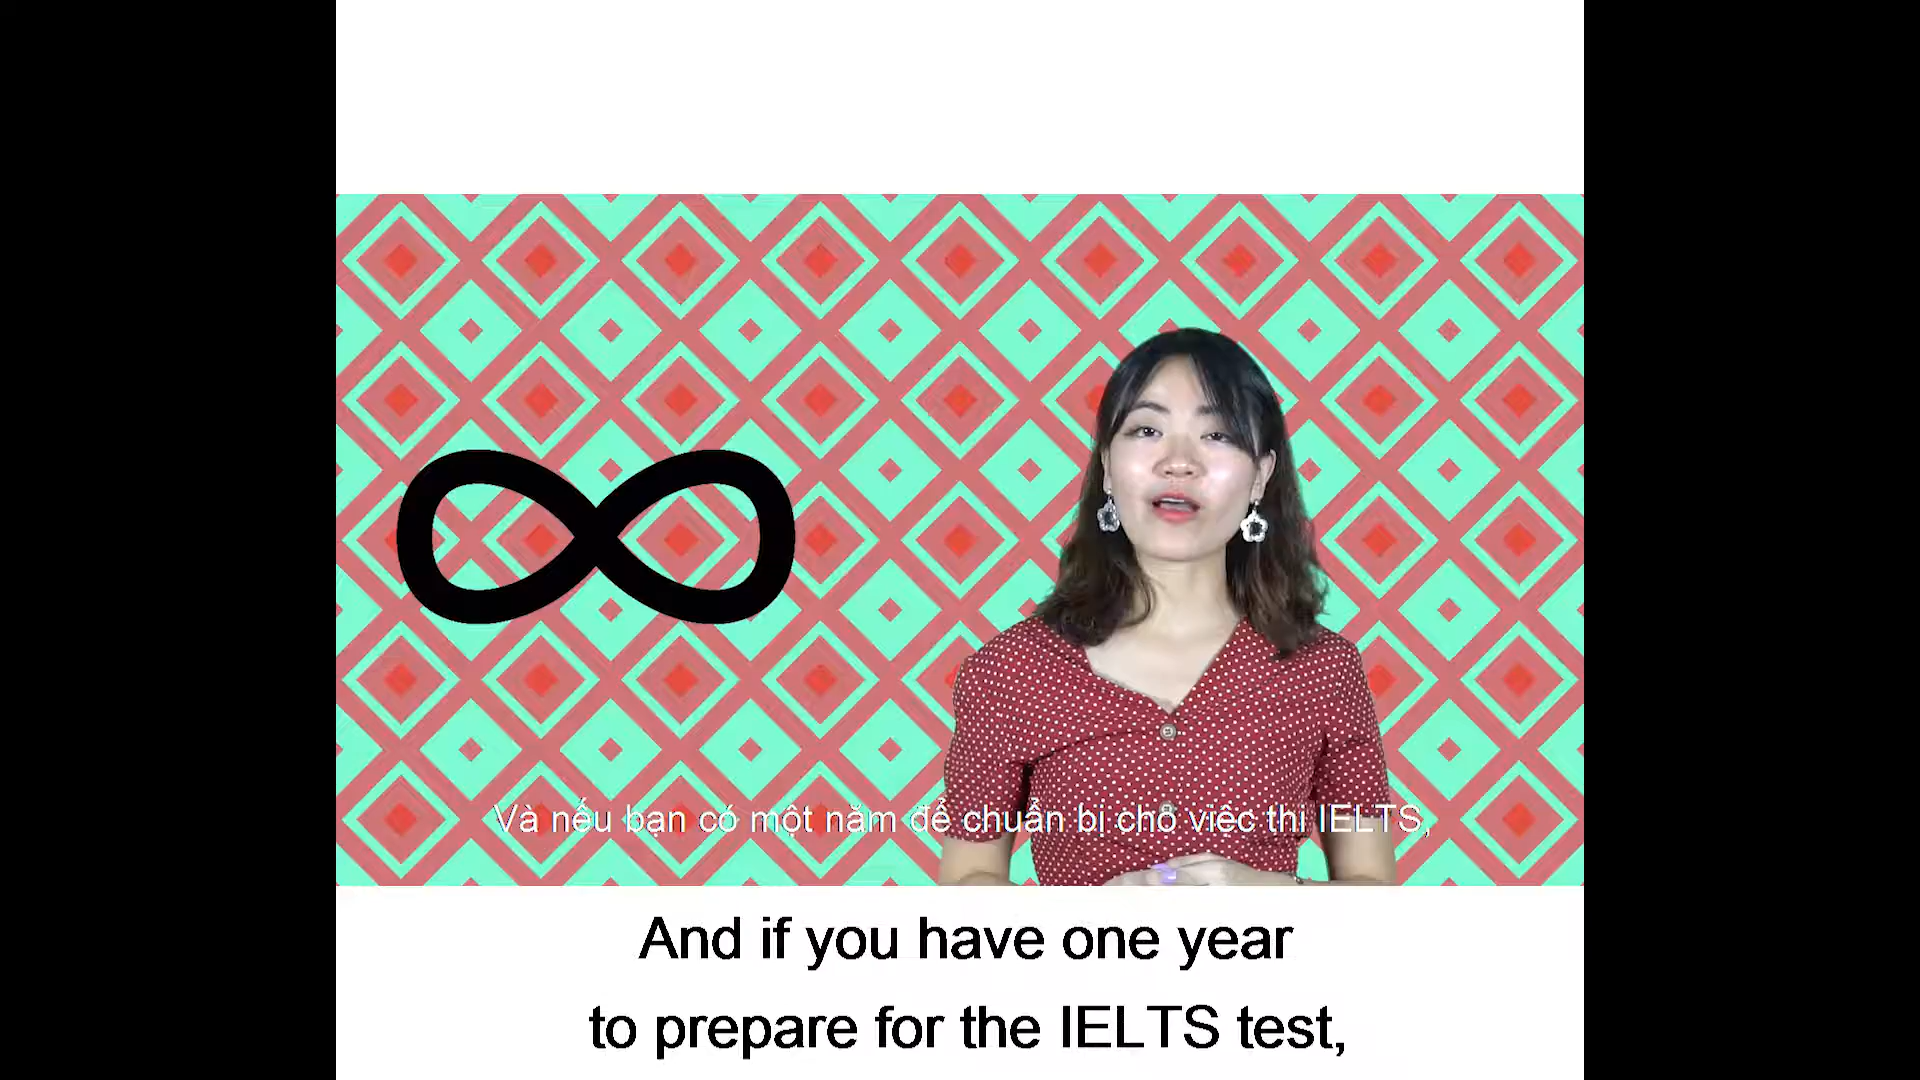 Và nếu bạn có một năm để chuẩn bị cho việc thi IELTS,
And if you have one year
to prepare for the IELTS test,